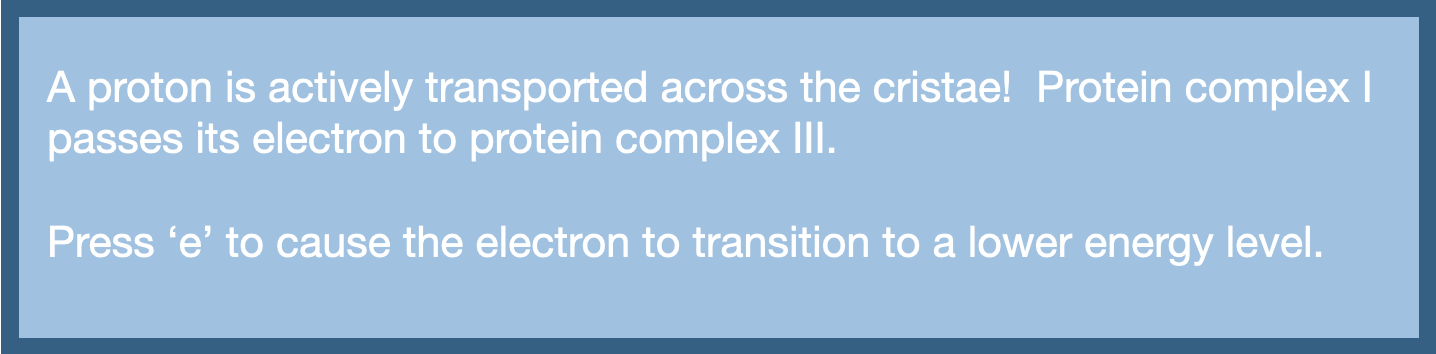 A proton is actively transported across the cristae!  Protein complex I
passes its electron to protein complex III.
Press ‘e’ to cause the electron to transition to a lower energy level.